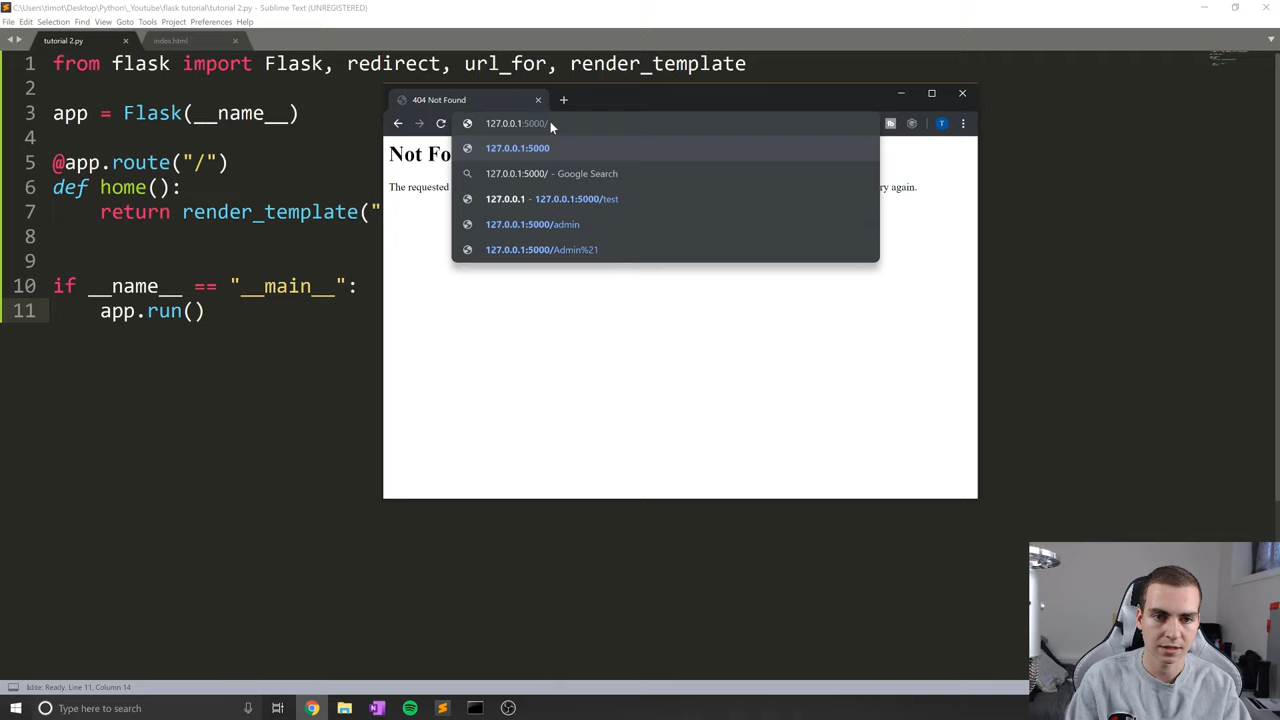 C:\Users\timot\Desktop\Python\_Youtube\flask tutorial\tutorial 2.py - Sublime Text (UNREGISTERED)
File Edit Selection Find View Goto Tools Project Preferences Help
tutorial 2.py
index.html
1 from flask import Flask, redirect, url_for, render_template
2
3 app = Flask(__name__)
4
5 @app.route("/")
6 def home():
7 return render_template("
8
9
10 if __name__ == "__main__":
11 app.run()
404 Not Found
127.0.0.1:5000/
127.0.0.1:5000
127.0.0.1:5000/ - Google Search
127.0.0.1 - 127.0.0.1:5000/test
127.0.0.1:5000/admin
127.0.0.1:5000/Admin%21
T
Not Fo
The requested
ry again.
Ready, Line 11, Column 14
Type here to search